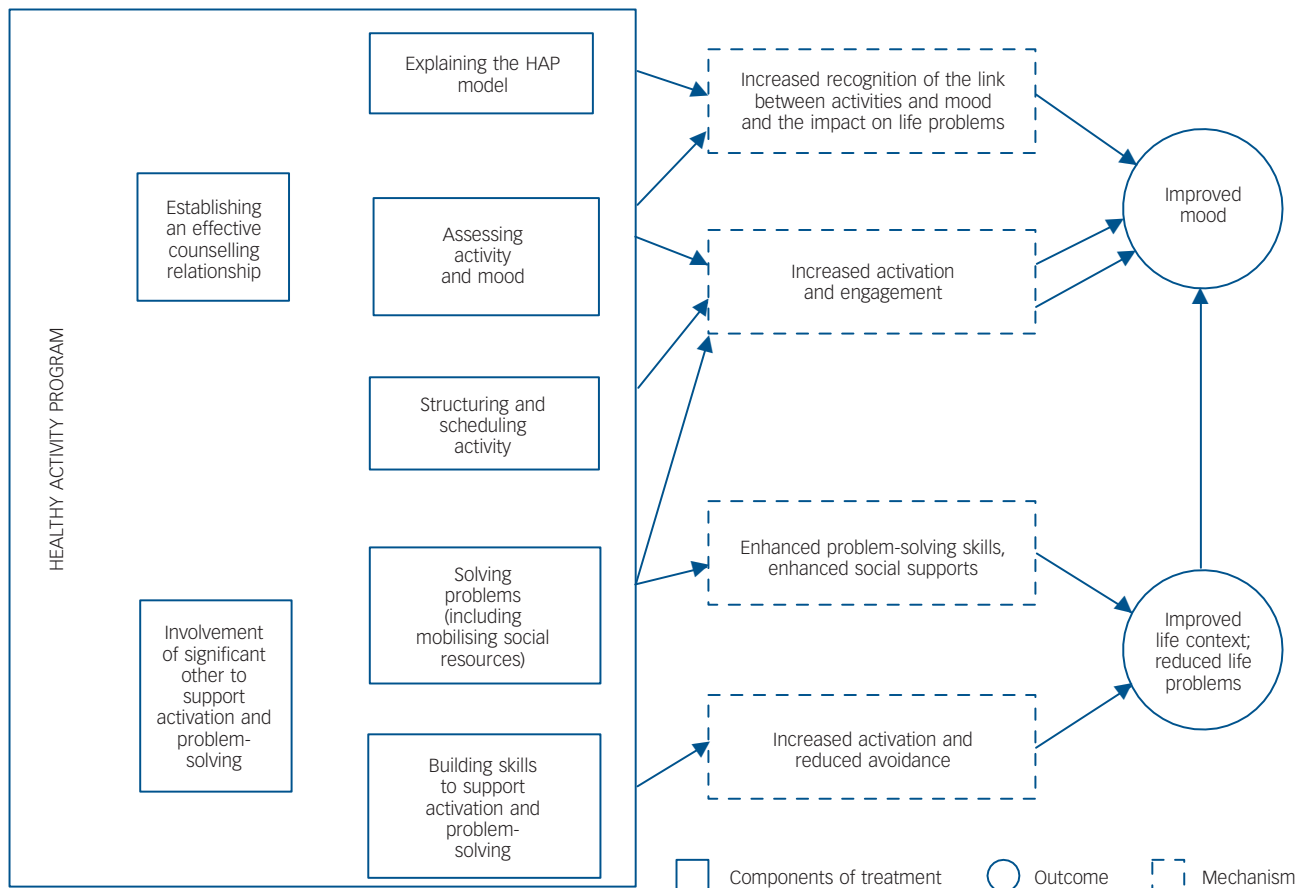 HEALTHY ACTIVITY PROGRAM
Establishing
an effective
counselling
relationship
Involvement
of significant
other to
support
activation and
problem-
solving
Explaining the HAP
model
Assessing
activity
and mood
Structuring and
scheduling
activity
Solving
problems
(including
mobilising social
resources)
Building skills
to support
activation and
problem-
solving
Increased recognition of the link
between activities and mood
and the impact on life problems
Increased activation
and engagement
Enhanced problem-solving skills,
enhanced social supports
Increased activation and
reduced avoidance
Improved
mood
Improved
life context;
reduced life
problems
Components of treatment
Outcome
Mechanism